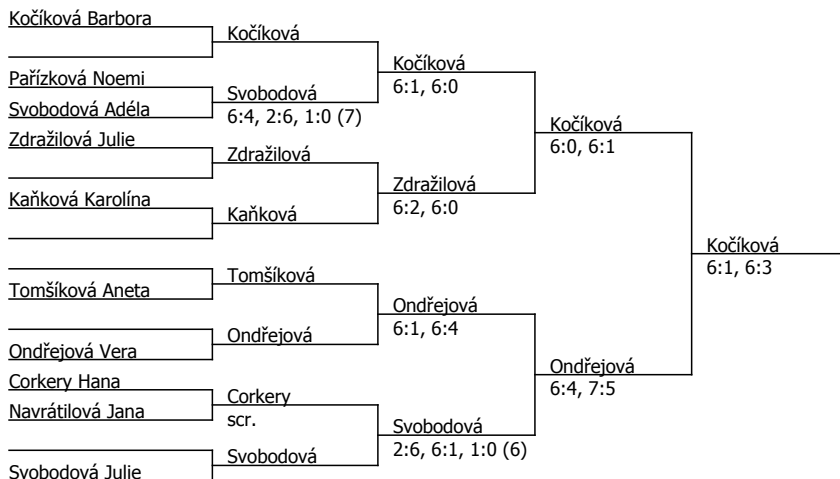 Kočíková Barbora
Pařízková Noemi
Svobodová Adéla
Zdražilová Julie
Kaňková Karolína
Tomšíková Aneta
Ondřejová Vera
Corkery Hana
Navrátilová Jana
Svobodová Julie
Kočíková
Svobodová
6:4, 2:6, 1:0 (7)
Zdražilová
Kaňková
Tomšíková
Ondřejová
Corkery
scr.
Svobodová
Kočíková
6:1, 6:0
Zdražilová
6:2, 6:0
Ondřejová
6:1, 6:4
Svobodová
2:6, 6:1, 1:0 (6)
Kočíková
6:0, 6:1
Ondřejová
6:4, 7:5
Kočíková
6:1, 6:3